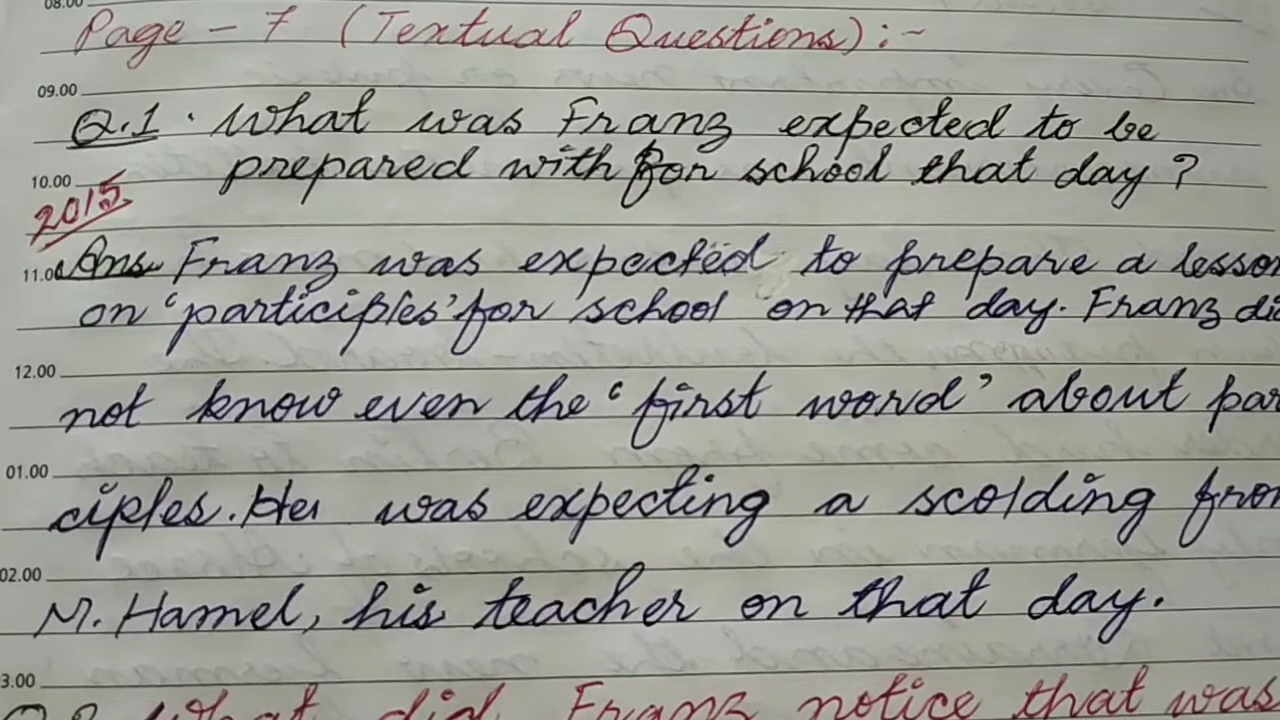 08.00
Page - 7 (Textual Questions) :-
09.00
Q.1. What was Franz expected to be
prepared with for school that day ?
10.00
2015
11.00 Ans. Franz was expected to prepare a lesson
on 'participles' for school on that day. Franz did
12.00
not know even the 'first word' about par
01.00
ciples. He was expecting a scolding from
02.00
M. Hamel, his teacher on that day.
03.00
What did Franz notice that was